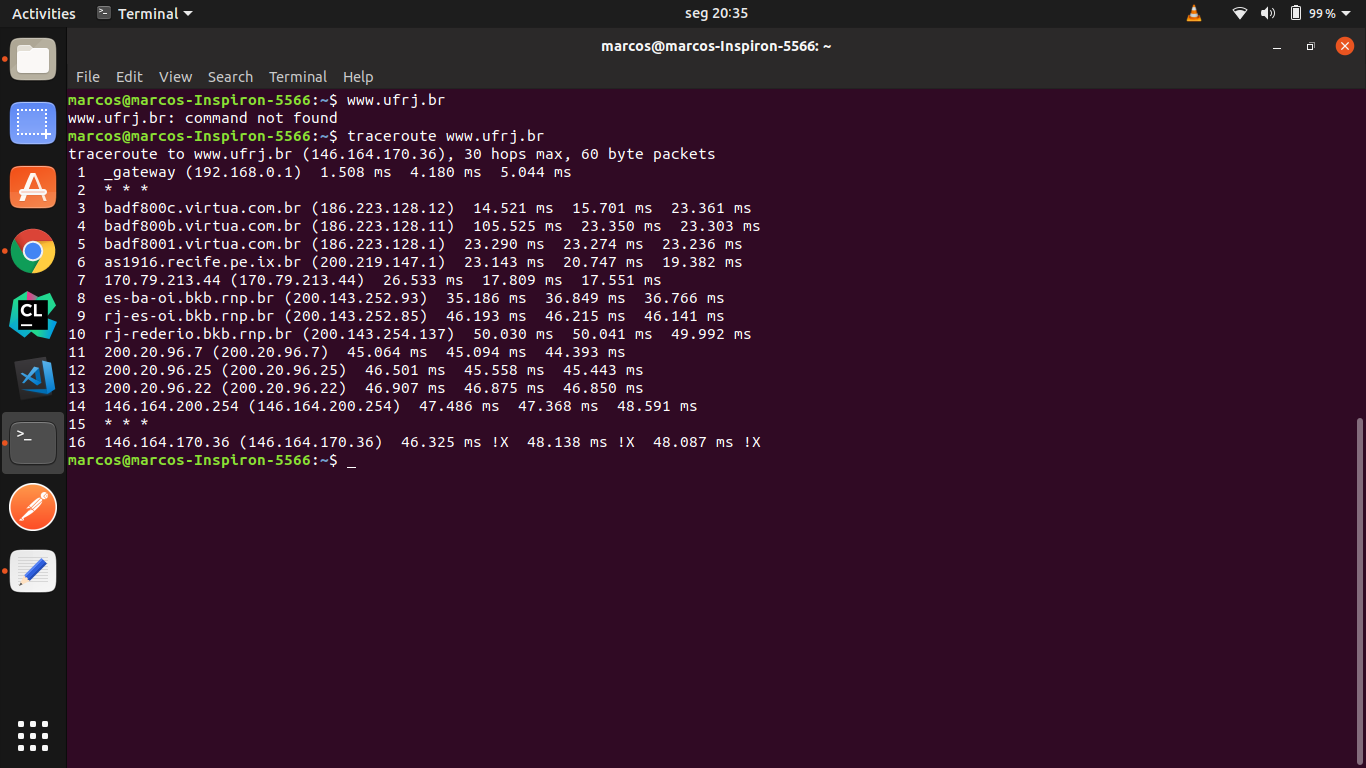 Activities Terminal seg 20:35 99 %
marcos@marcos-Inspiron-5566: ~
File Edit View Search Terminal Help
marcos@marcos-Inspiron-5566:~$ www.ufrj.br
www.ufrj.br: command not found
marcos@marcos-Inspiron-5566:~$ traceroute www.ufrj.br
traceroute to www.ufrj.br (146.164.170.36), 30 hops max, 60 byte packets
 1  _gateway (192.168.0.1)  1.508 ms  4.180 ms  5.044 ms
 2  * * *
 3  badf800c.virtua.com.br (186.223.128.12)  14.521 ms  15.701 ms  23.361 ms
 4  badf800b.virtua.com.br (186.223.128.11)  105.525 ms  23.350 ms  23.303 ms
 5  badf8001.virtua.com.br (186.223.128.1)  23.290 ms  23.274 ms  23.236 ms
 6  as1916.recife.pe.ix.br (200.219.147.1)  23.143 ms  20.747 ms  19.382 ms
 7  170.79.213.44 (170.79.213.44)  26.533 ms  17.809 ms  17.551 ms
 8  es-ba-oi.bkb.rnp.br (200.143.252.93)  35.186 ms  36.849 ms  36.766 ms
 9  rj-es-oi.bkb.rnp.br (200.143.252.85)  46.193 ms  46.215 ms  46.141 ms
10  rj-rederio.bkb.rnp.br (200.143.254.137)  50.030 ms  50.041 ms  49.992 ms
11  200.20.96.7 (200.20.96.7)  45.064 ms  45.094 ms  44.393 ms
12  200.20.96.25 (200.20.96.25)  46.501 ms  45.558 ms  45.443 ms
13  200.20.96.22 (200.20.96.22)  46.907 ms  46.875 ms  46.850 ms
14  146.164.200.254 (146.164.200.254)  47.486 ms  47.368 ms  48.591 ms
15  * * *
16  146.164.170.36 (146.164.170.36)  46.325 ms !X  48.138 ms !X  48.087 ms !X
marcos@marcos-Inspiron-5566:~$ _
CL
>_